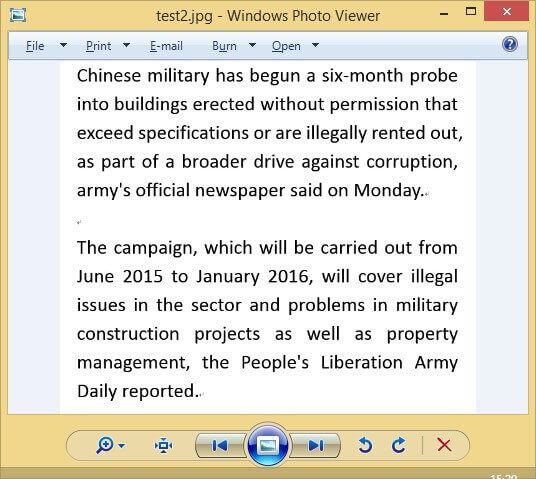 test2.jpg - Windows Photo Viewer
File Print E-mail Burn Open
Chinese military has begun a six-month probe
into buildings erected without permission that
exceed specifications or are illegally rented out,
as part of a broader drive against corruption,
army's official newspaper said on Monday.
The campaign, which will be carried out from
June 2015 to January 2016, will cover illegal
issues in the sector and problems in military
construction projects as well as property
management, the People's Liberation Army
Daily reported.